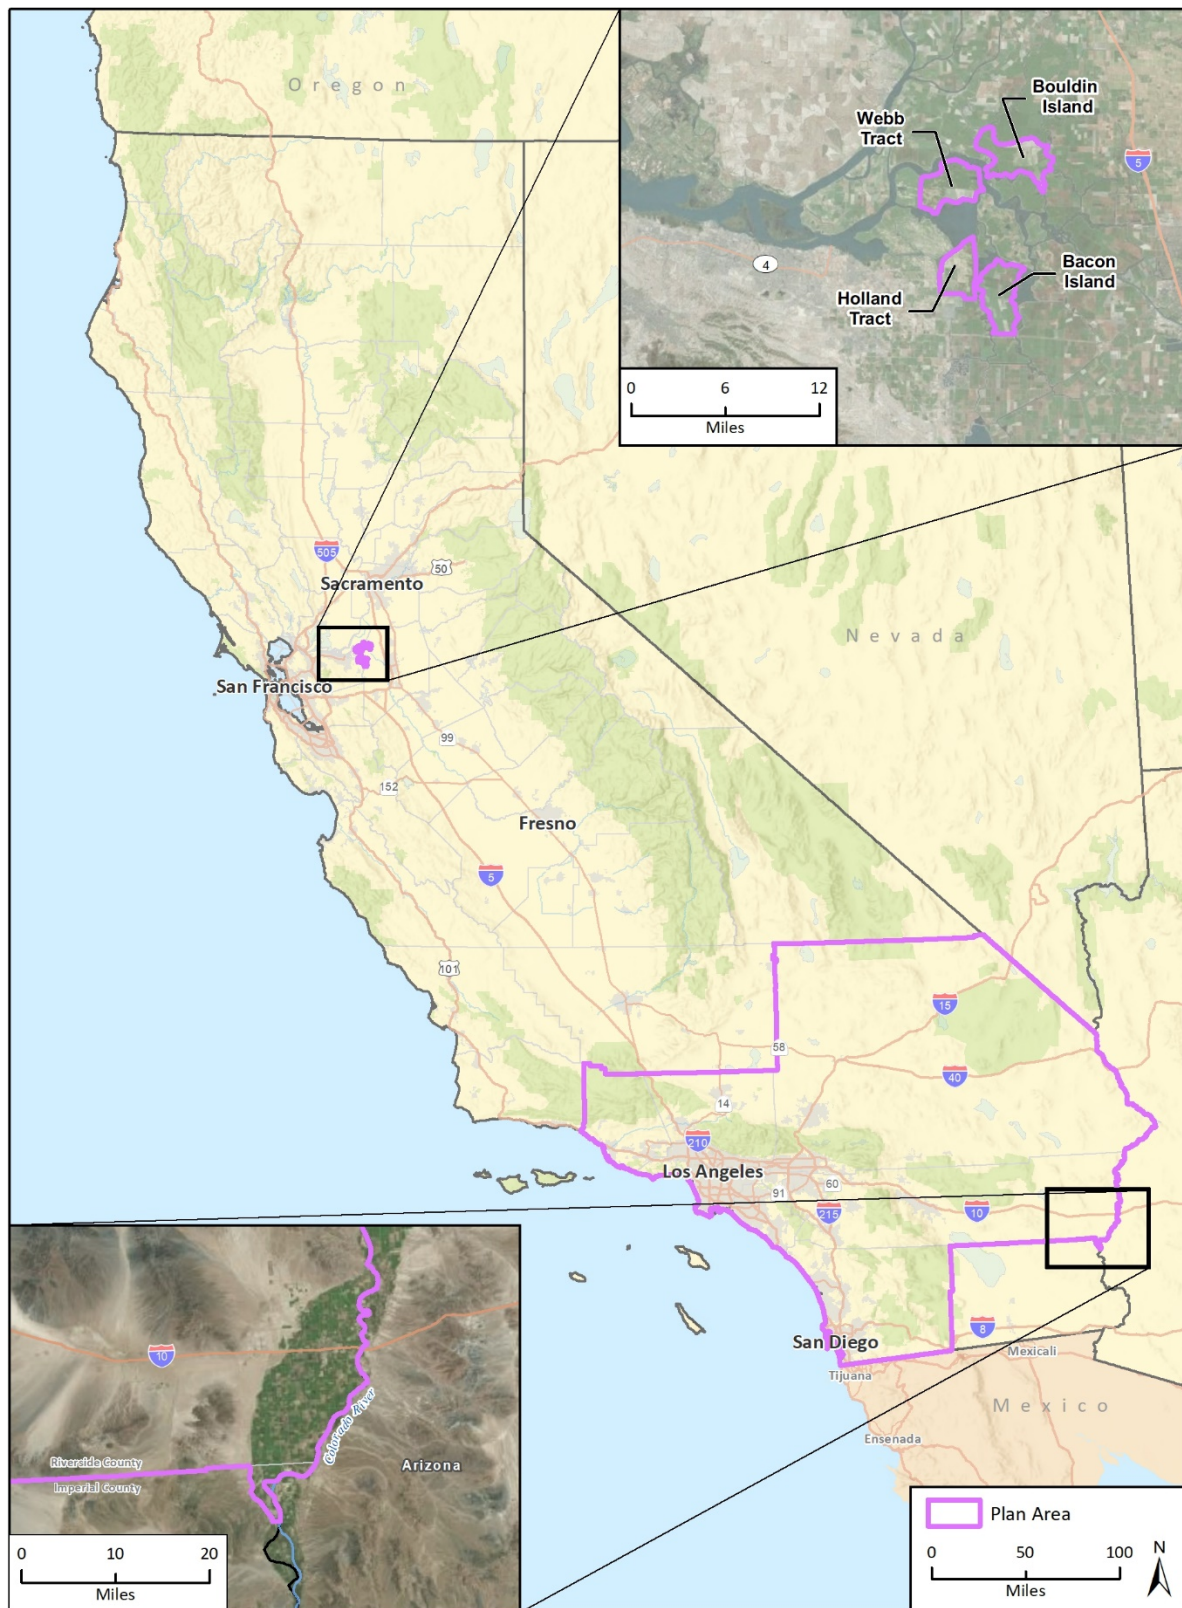 Oregon
Bouldin
Island
Webb
Tract
5
4
Bacon
Island
Holland
Tract
0 6 12
Miles
505
Sacramento
50
Nevada
San Francisco
99
152
Fresno
5
101
15
58
40
14
210
Los Angeles
60
91
215
10
San Diego
8
Mexicali
Tijuana
Mexico
Ensenada
10
Colorado River
Riverside County
Arizona
Imperial County
0 10 20
Miles
Plan Area
0 50 100
Miles
N